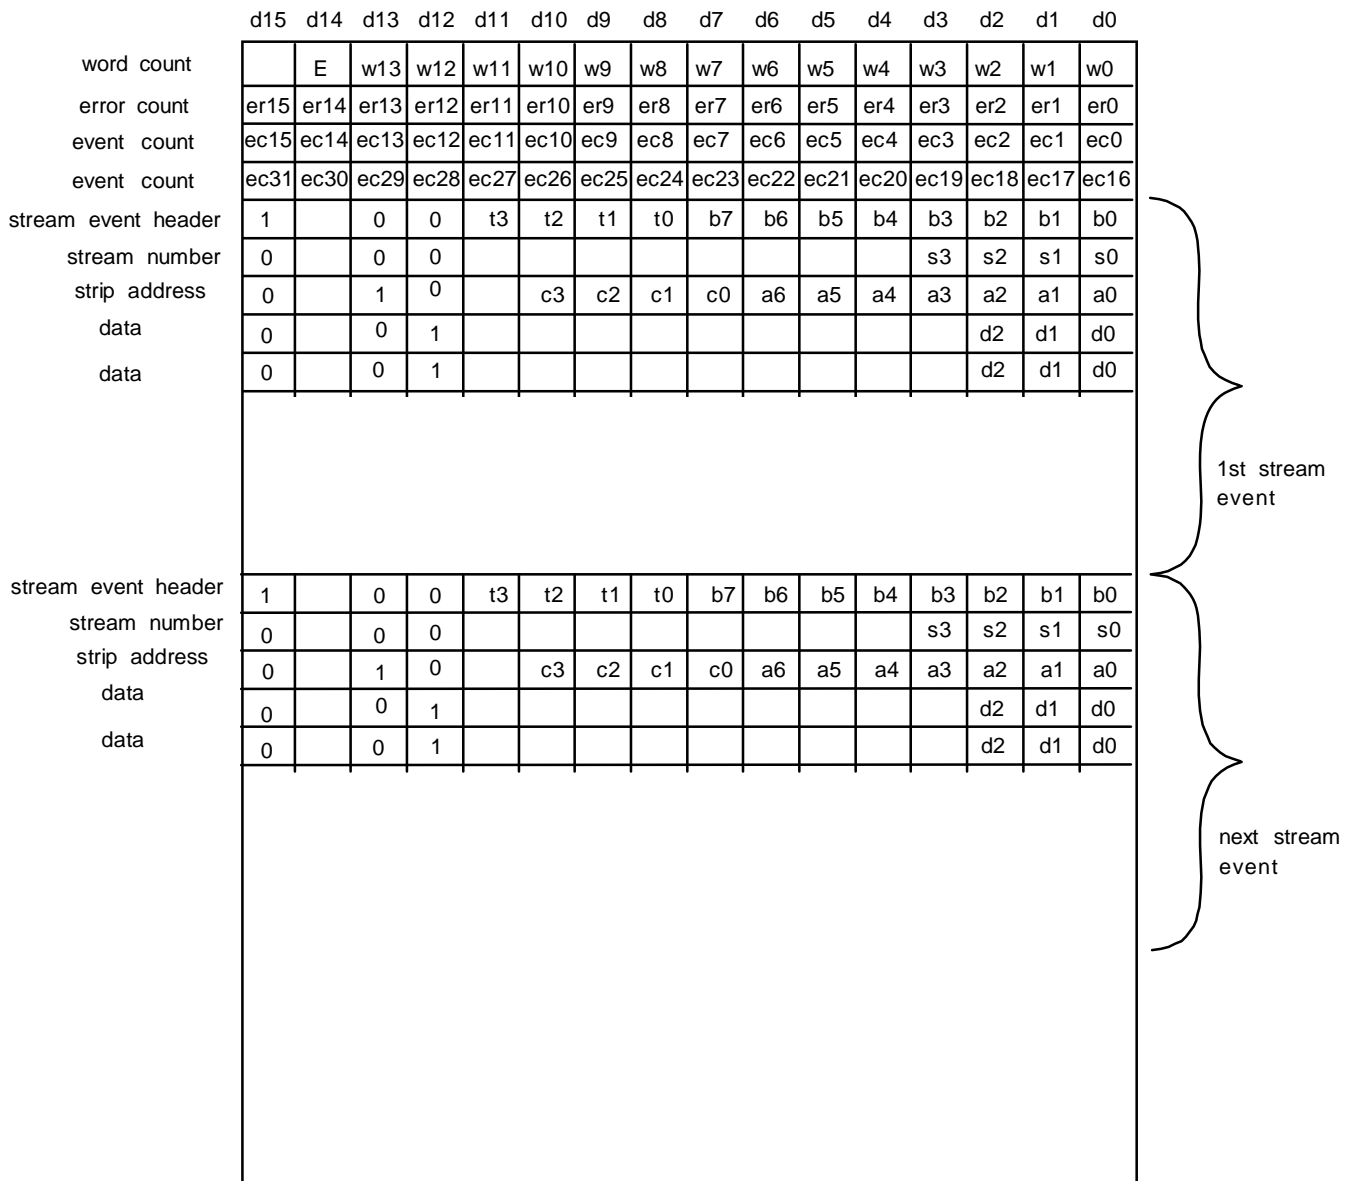 d15 d14 d13 d12 d11 d10 d9 d8 d7 d6 d5 d4 d3 d2 d1 d0
word count E w13 w12 w11 w10 w9 w8 w7 w6 w5 w4 w3 w2 w1 w0
error count er15 er14 er13 er12 er11 er10 er9 er8 er7 er6 er5 er4 er3 er2 er1 er0
event count ec15 ec14 ec13 ec12 ec11 ec10 ec9 ec8 ec7 ec6 ec5 ec4 ec3 ec2 ec1 ec0
event count ec31 ec30 ec29 ec28 ec27 ec26 ec25 ec24 ec23 ec22 ec21 ec20 ec19 ec18 ec17 ec16
stream event header 1 0 0 t3 t2 t1 t0 b7 b6 b5 b4 b3 b2 b1 b0
stream number 0 0 0 s3 s2 s1 s0
strip address 0 1 0 c3 c2 c1 c0 a6 a5 a4 a3 a2 a1 a0
data 0 0 1 d2 d1 d0
data 0 0 1 d2 d1 d0
1st stream
event
stream event header 1 0 0 t3 t2 t1 t0 b7 b6 b5 b4 b3 b2 b1 b0
stream number 0 0 0 s3 s2 s1 s0
strip address 0 1 0 c3 c2 c1 c0 a6 a5 a4 a3 a2 a1 a0
data 0 0 1 d2 d1 d0
data 0 0 1 d2 d1 d0
next stream
event